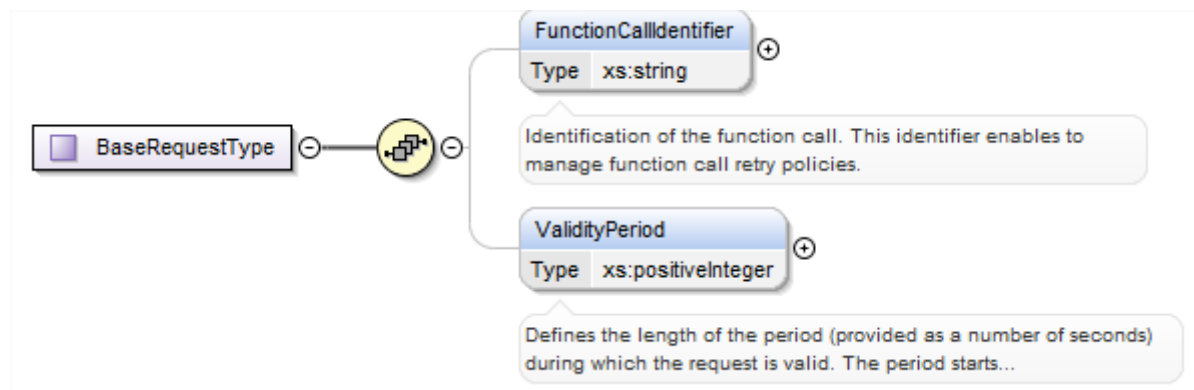 FunctionCallIdentifier
Type xs:string
Identification of the function call. This identifier enables to
manage function call retry policies.
BaseRequestType
ValidityPeriod
Type xs:positiveInteger
Defines the length of the period (provided as a number of seconds)
during which the request is valid. The period starts...